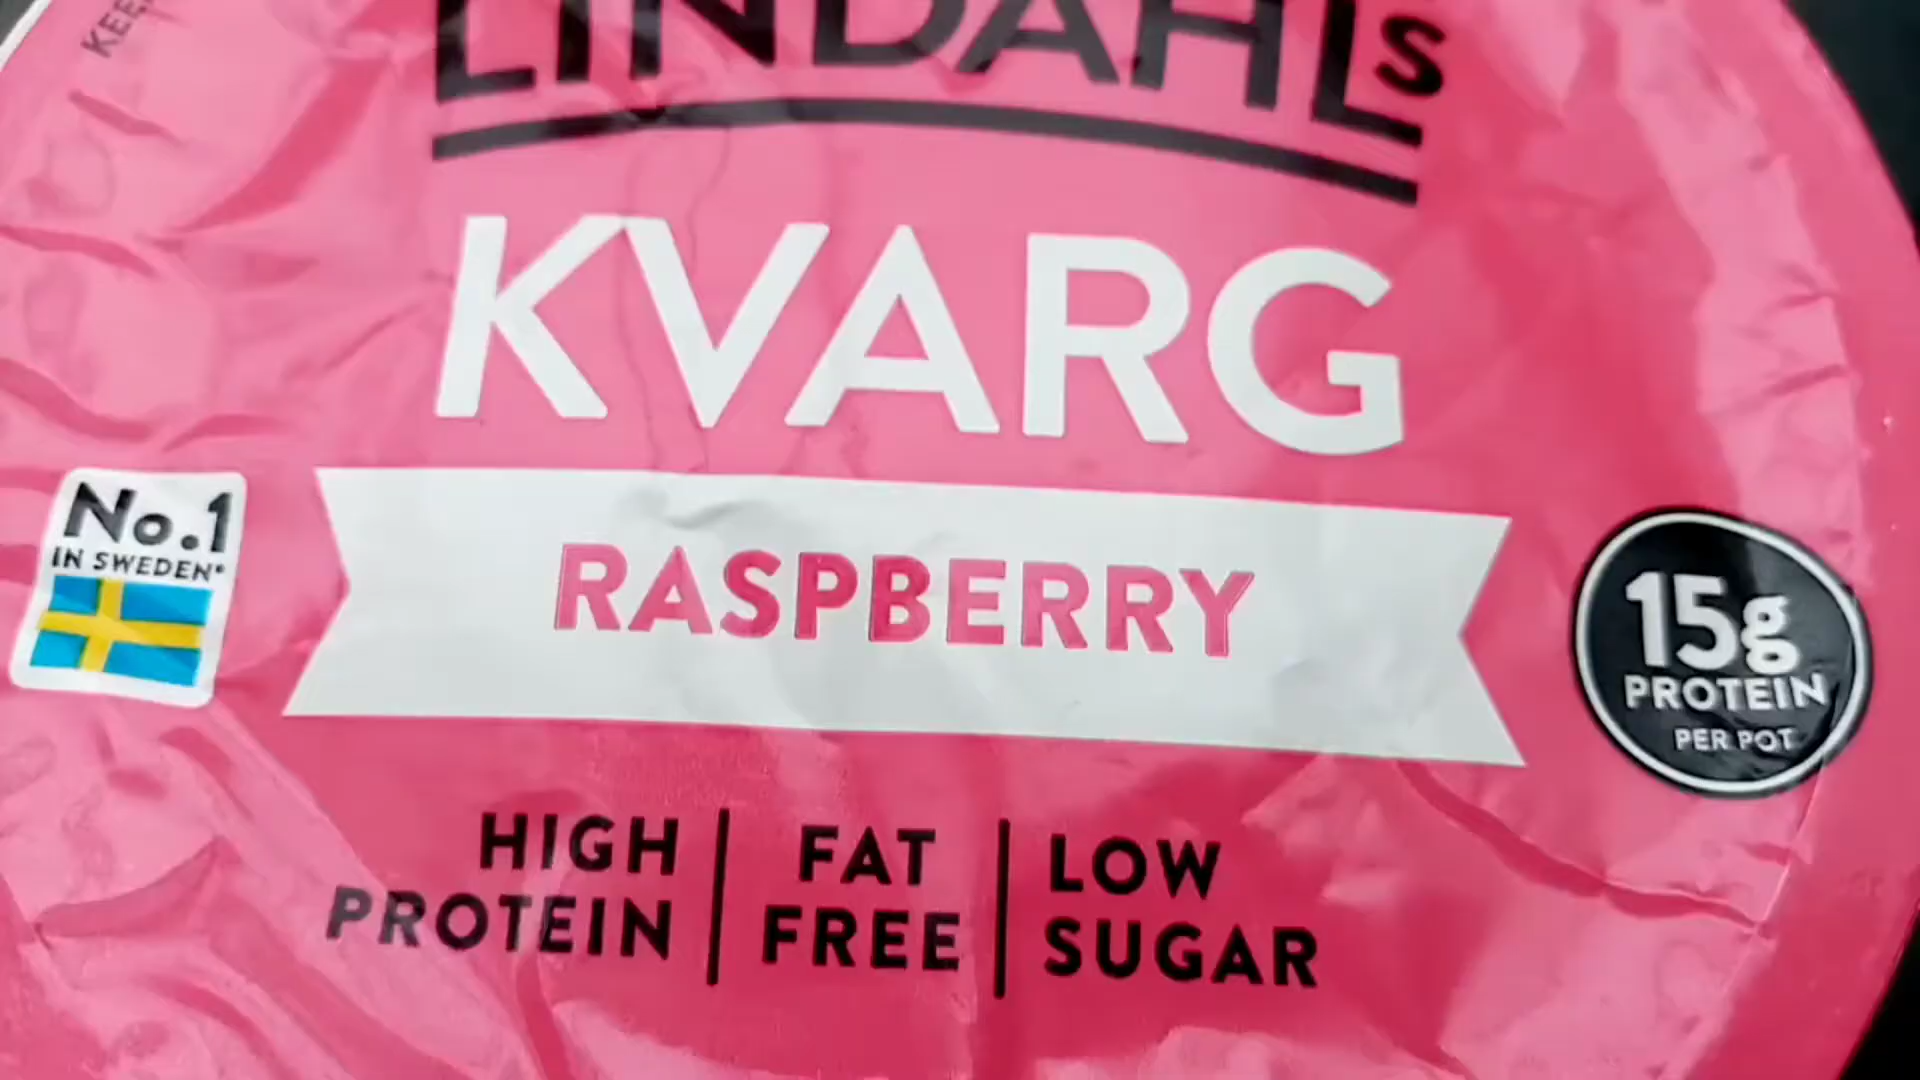 LINDAHLS
KVARG
No.1
IN SWEDEN*
RASPBERRY
15g
PROTEIN
PER POT
HIGH
PROTEIN
FAT
FREE
LOW
SUGAR